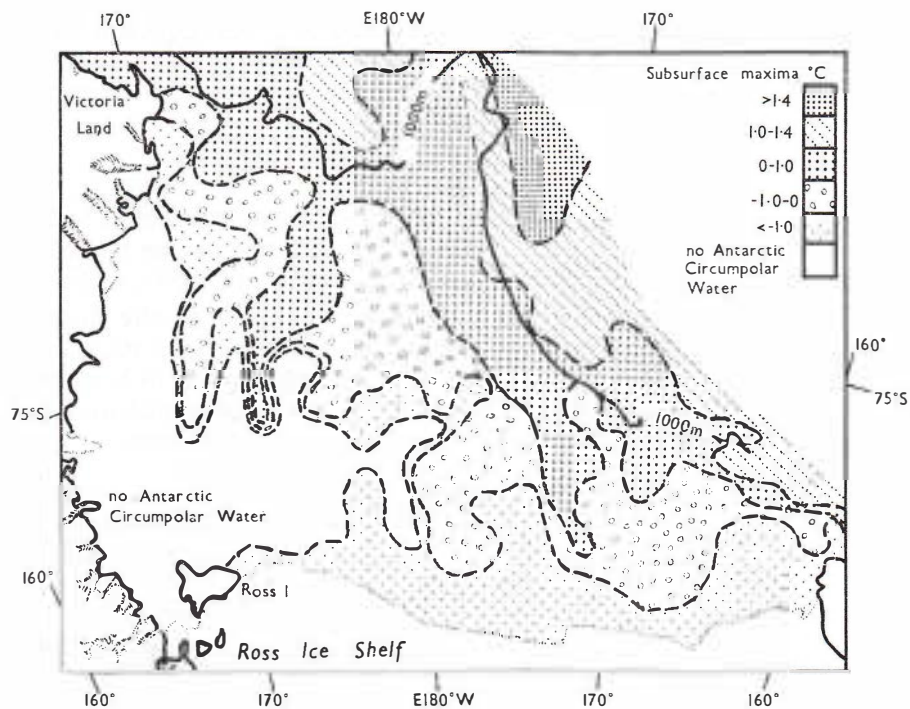 170° E180°W 170°
Victoria
Land
1000m
Subsurface maxima °C
>1·4
1·0-1·4
0-1·0
-1·0-0
<-1·0
no Antarctic
Circumpolar
Water
160°
75°S
75°S
1000m
no Antarctic
Circumpolar Water
160°
Ross I
Ross Ice Shelf
160° 170° E180°W 170° 160°